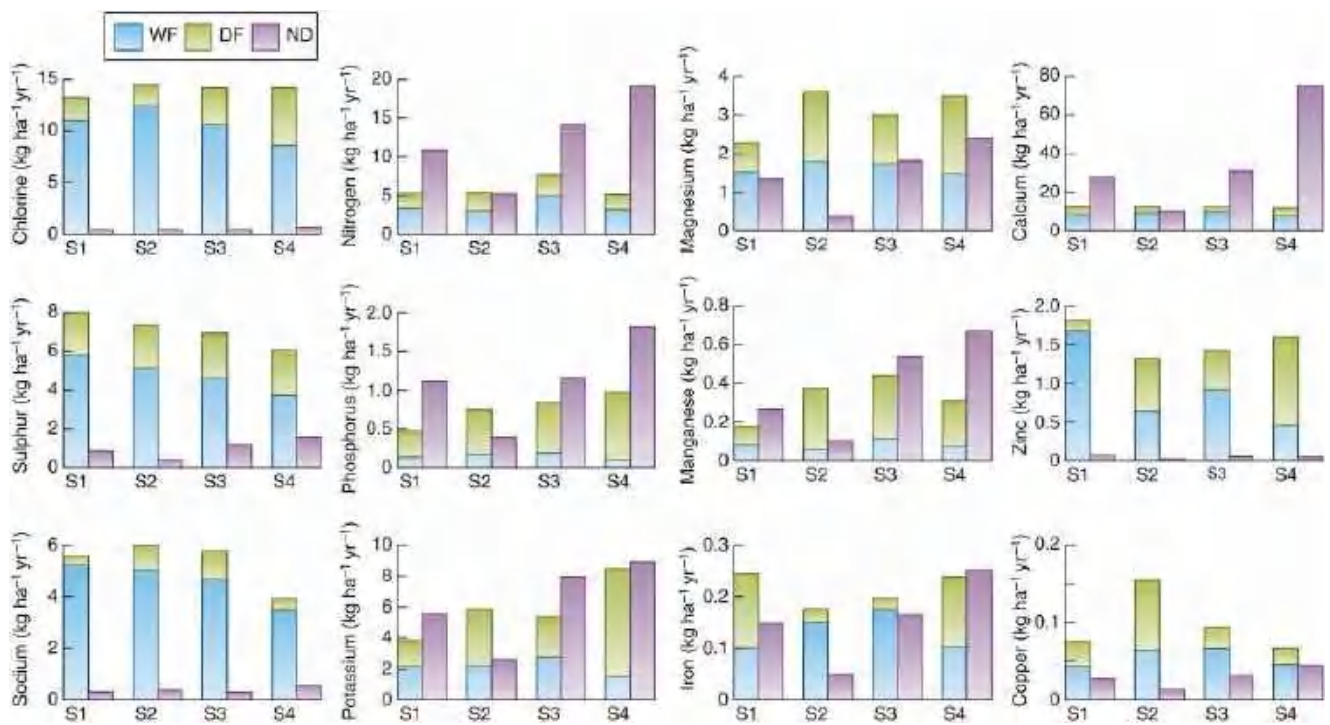 WF DF ND
Chlorine (kg ha⁻¹ yr⁻¹)
15
10
5
0
S1 S2 S3 S4
Nitrogen (kg ha⁻¹ yr⁻¹)
20
15
10
5
0
S1 S2 S3 S4
Magnesium (kg ha⁻¹ yr⁻¹)
4
3
2
1
0
S1 S2 S3 S4
Calcium (kg ha⁻¹ yr⁻¹)
80
60
40
20
0
S1 S2 S3 S4
Sulphur (kg ha⁻¹ yr⁻¹)
8
6
4
2
0
S1 S2 S3 S4
Phosphorus (kg ha⁻¹ yr⁻¹)
2.0
1.5
1.0
0.5
0
S1 S2 S3 S4
Manganese (kg ha⁻¹ yr⁻¹)
0.8
0.6
0.4
0.2
0
S1 S2 S3 S4
Zinc (kg ha⁻¹ yr⁻¹)
2.0
1.5
1.0
0.5
0
S1 S2 S3 S4
Sodium (kg ha⁻¹ yr⁻¹)
6
4
2
0
S1 S2 S3 S4
Potassium (kg ha⁻¹ yr⁻¹)
10
8
6
4
2
0
S1 S2 S3 S4
Iron (kg ha⁻¹ yr⁻¹)
0.3
0.2
0.1
0
S1 S2 S3 S4
Copper (kg ha⁻¹ yr⁻¹)
0.2
0.1
0
S1 S2 S3 S4